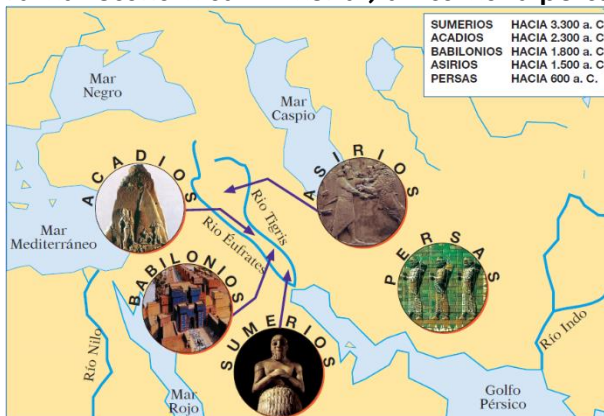 SUMERIOS HACIA 3.300 a. C.
ACADIOS HACIA 2.300 a. C.
BABILONIOS HACIA 1.800 a. C.
ASIRIOS HACIA 1.500 a. C.
PERSAS HACIA 600 a. C.
Mar
Negro
Mar
Caspio
ACADIOS
ASIRIOS
Río Tigris
Río Éufrates
Mar
Mediterráneo
BABILONIOS
PERSAS
SUMERIOS
Río Nilo
Río Indo
Mar
Rojo
Golfo
Pérsico